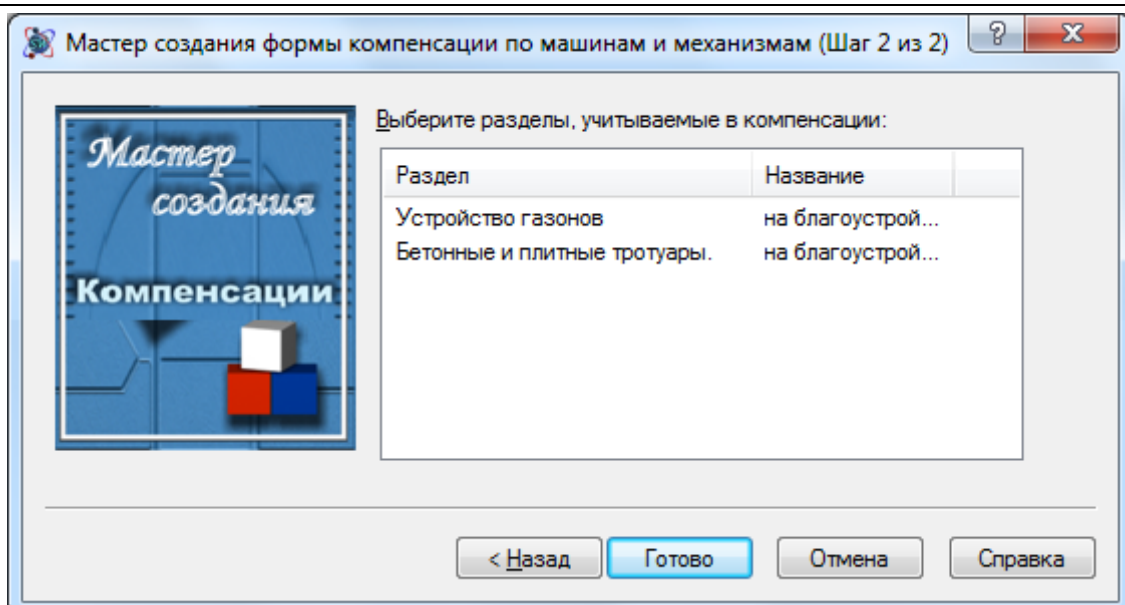 Мастер создания формы компенсации по машинам и механизмам (Шаг 2 из 2)
Мастер
создания
Компенсации
Выберите разделы, учитываемые в компенсации:
Раздел Название
Устройство газонов на благоустрой...
Бетонные и плитные тротуары. на благоустрой...
< Назад Готово Отмена Справка